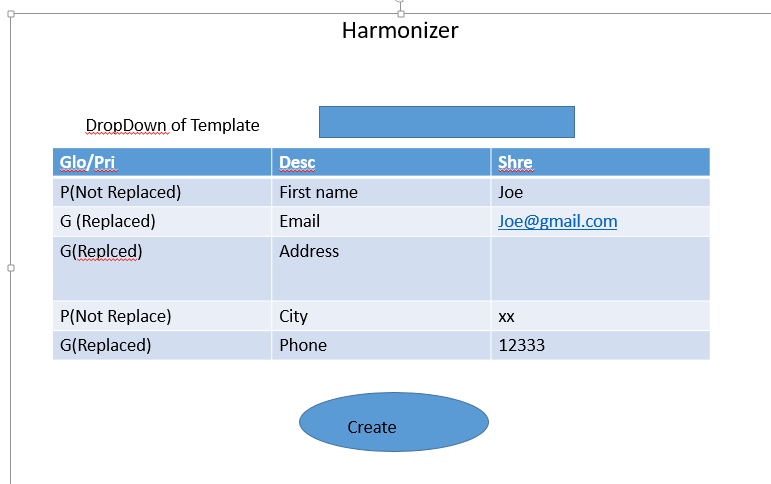 Harmonizer
DropDown of Template
Glo/Pri Desc Shre
P(Not Replaced) First name Joe
G (Replaced) Email Joe@gmail.com
G(Replced) Address
P(Not Replace) City xx
G(Replaced) Phone 12333
Create